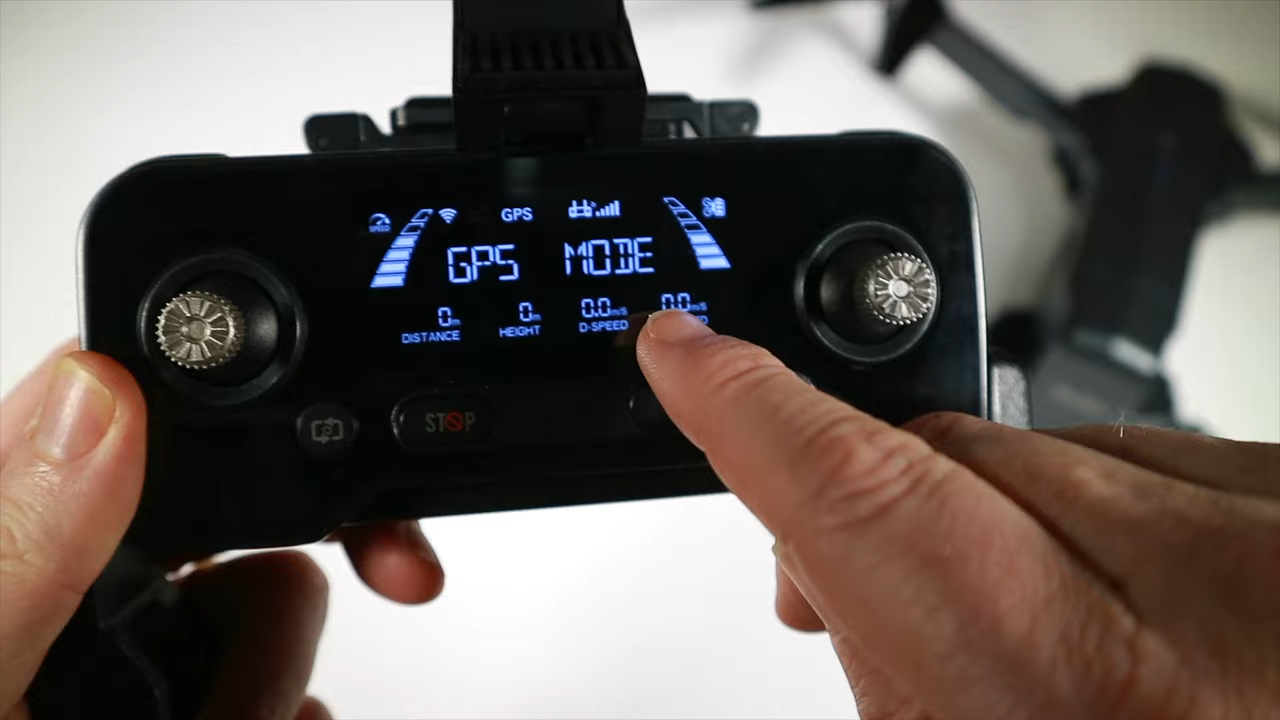 SPEED GPS
GPS MODE
0m 0m 0.0m/s 0.0m/s
DISTANCE HEIGHT D-SPEED
STOP